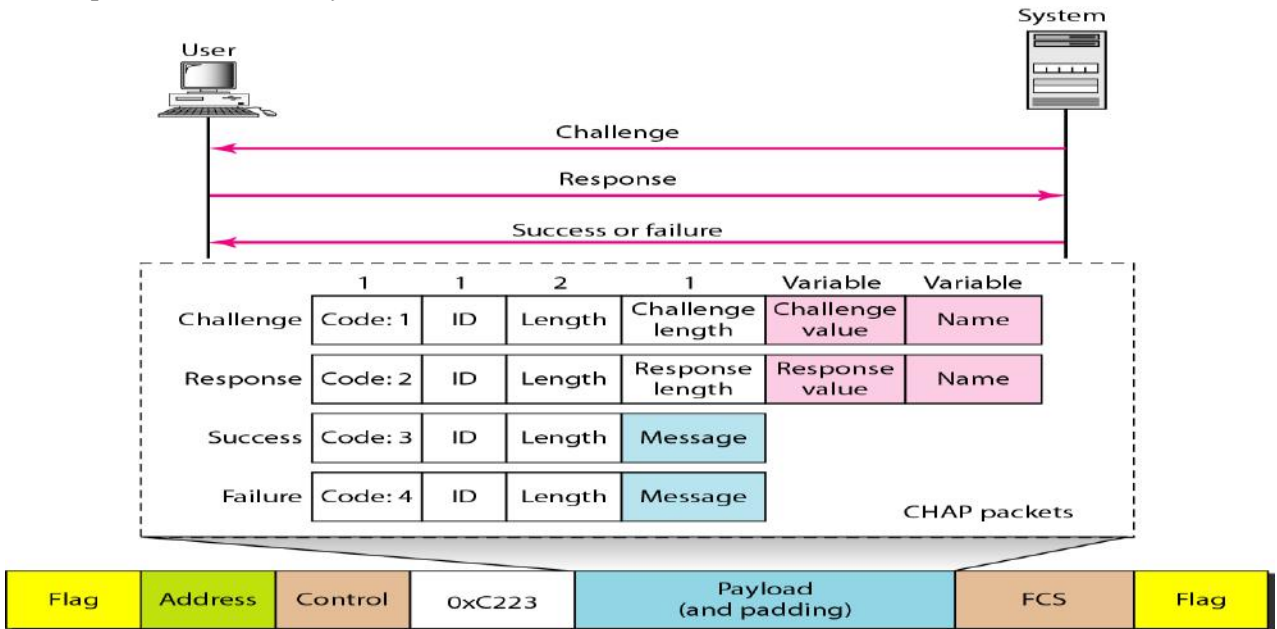 System
User
Challenge
Response
Success or failure
1 1 2 1 Variable Variable
Challenge Code: 1 ID Length Challenge length Challenge value Name
Response Code: 2 ID Length Response length Response value Name
Success Code: 3 ID Length Message
Failure Code: 4 ID Length Message
CHAP packets
Flag Address Control 0xC223 Payload (and padding) FCS Flag